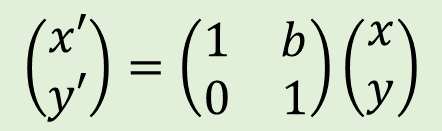 (x′ y′) = (1 b 0 1)(x y)